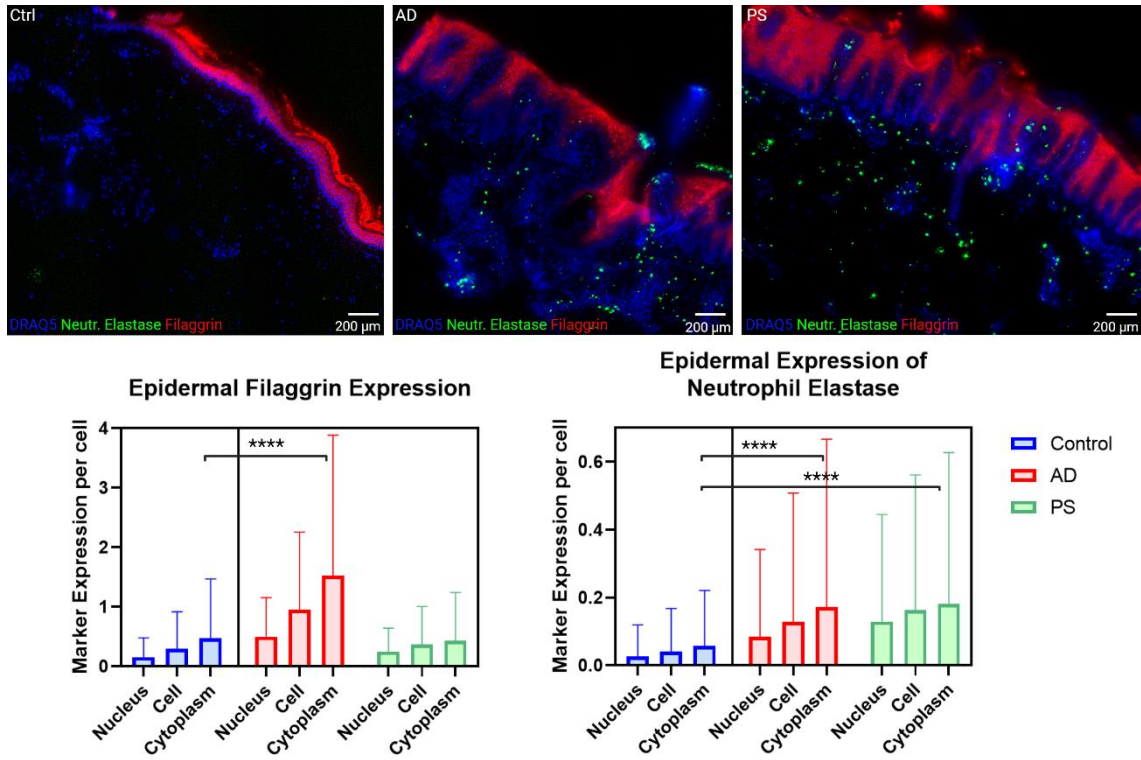 Ctrl
DRAQ5 Neutr. Elastase Filaggrin
200 µm
AD
DRAQ5 Neutr. Elastase Filaggrin
200 µm
PS
DRAQ5 Neutr. Elastase Filaggrin
200 µm
Epidermal Filaggrin Expression
Marker Expression per cell
4
3
2
1
0
****
Nucleus
Cell
Cytoplasm
Nucleus
Cell
Cytoplasm
Nucleus
Cell
Cytoplasm
Epidermal Expression of
Neutrophil Elastase
Marker Expression per cell
0.6
0.4
0.2
0.0
****
****
Nucleus
Cell
Cytoplasm
Nucleus
Cell
Cytoplasm
Nucleus
Cell
Cytoplasm
Control
AD
PS